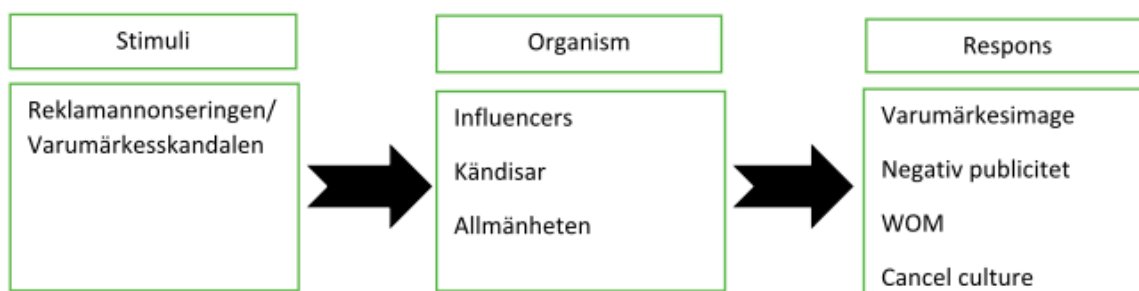 Stimuli
Reklamannonseringen/
Varumärkesskandalen
Organism
Influencers
Kändisar
Allmänheten
Respons
Varumärkesimage
Negativ publicitet
WOM
Cancel culture